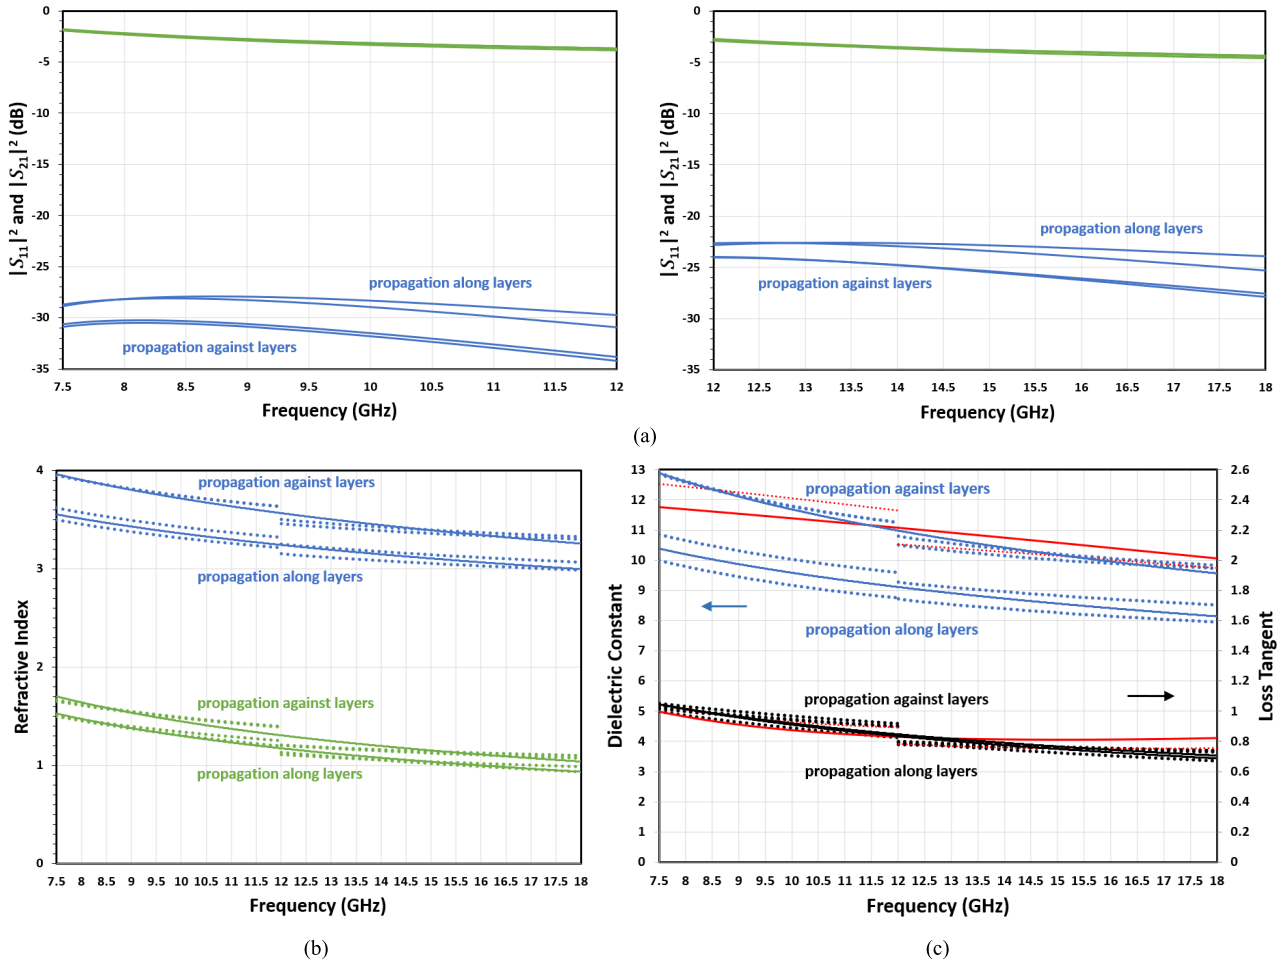 0
-5
-10
-15
-20
-25
-30
-35
|S11|² and |S21|² (dB)
propagation along layers
propagation against layers
7.5 8 8.5 9 9.5 10 10.5 11 11.5 12
Frequency (GHz)
0
-5
-10
-15
-20
-25
-30
-35
|S11|² and |S21|² (dB)
propagation along layers
propagation against layers
12 12.5 13 13.5 14 14.5 15 15.5 16 16.5 17 17.5 18
Frequency (GHz)
(a)
4
3
2
1
0
Refractive Index
propagation against layers
propagation along layers
propagation against layers
propagation along layers
7.5 8 8.5 9 9.5 10 10.5 11 11.5 12 12.5 13 13.5 14 14.5 15 15.5 16 16.5 17 17.5 18
Frequency (GHz)
(b)
13
12
11
10
9
8
7
6
5
4
3
2
1
0
Dielectric Constant
propagation against layers
propagation along layers
propagation against layers
propagation along layers
2.6
2.4
2.2
2
1.8
1.6
1.4
1.2
1
0.8
0.6
0.4
0.2
0
Loss Tangent
7.5 8 8.5 9 9.5 10 10.5 11 11.5 12 12.5 13 13.5 14 14.5 15 15.5 16 16.5 17 17.5 18
Frequency (GHz)
(c)